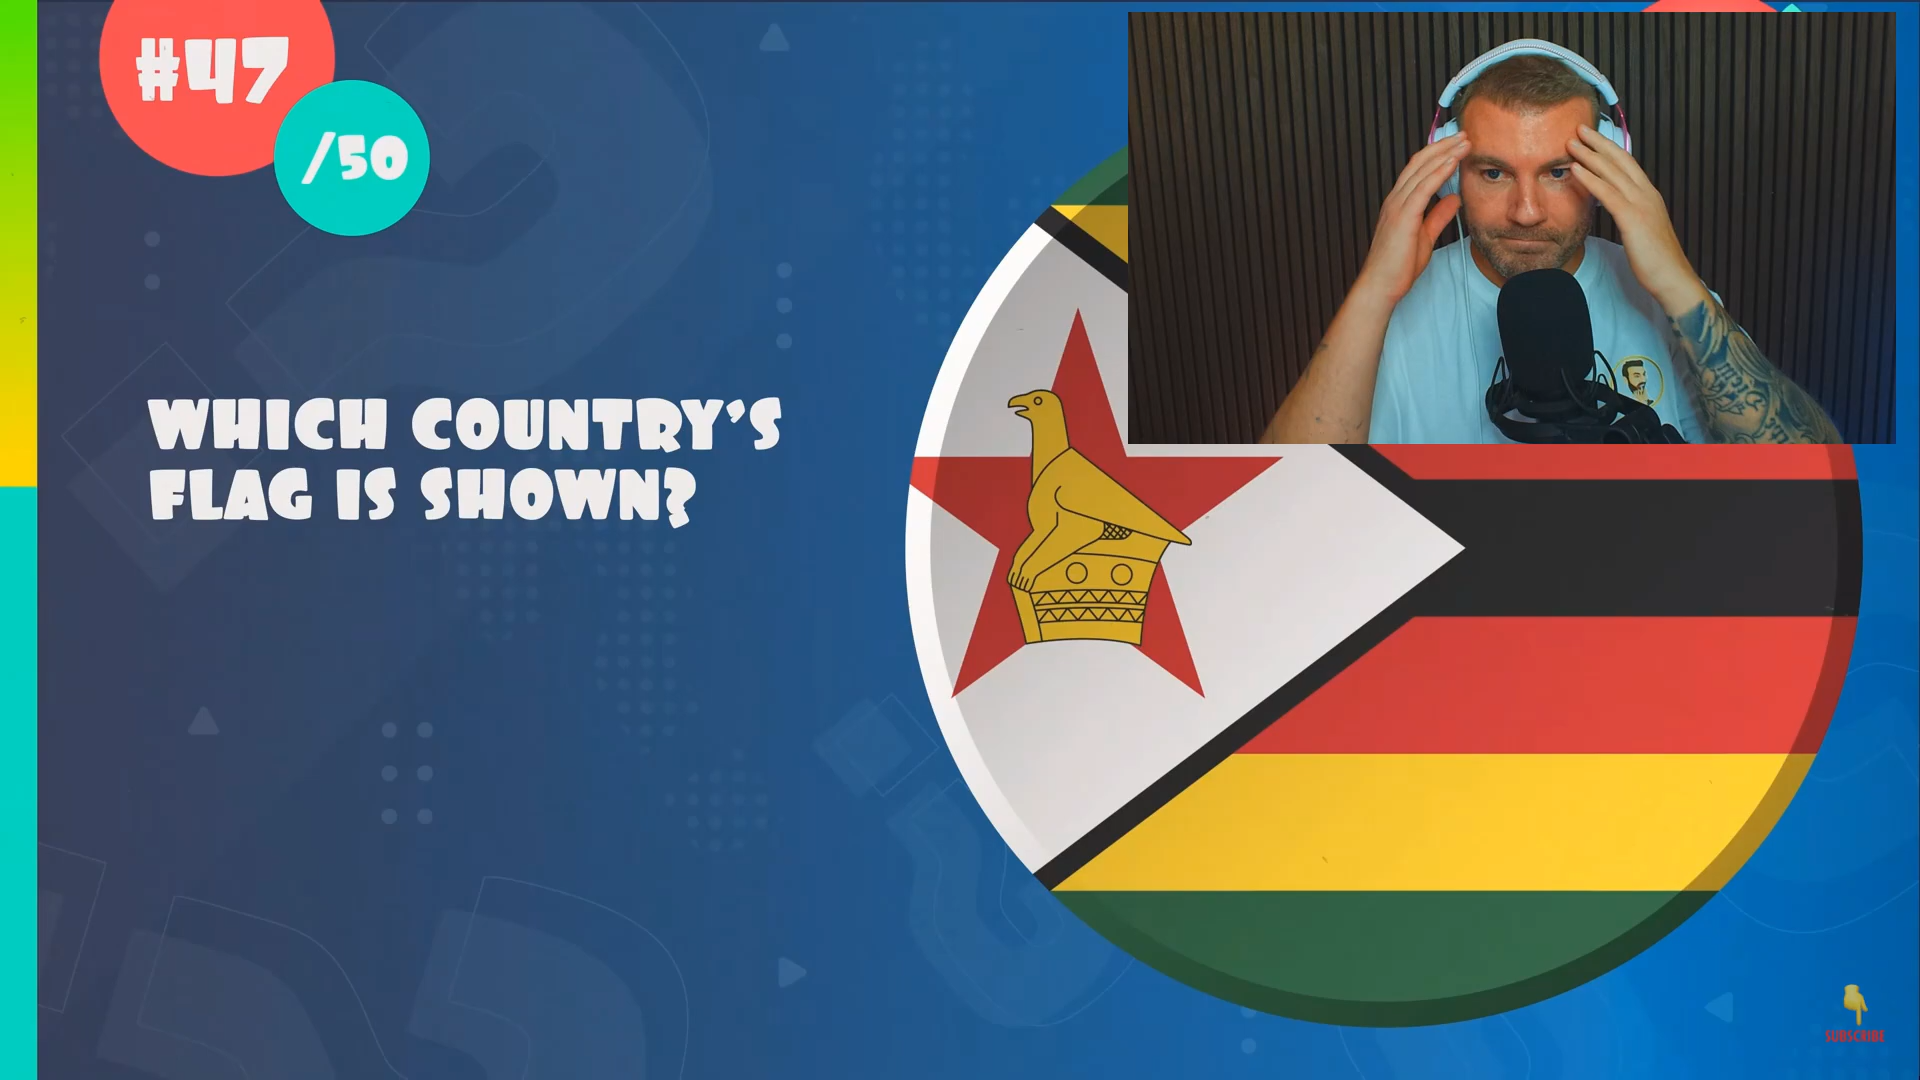 #47
/50
WHICH COUNTRY'S
FLAG IS SHOWN?
SUBSCRIBE